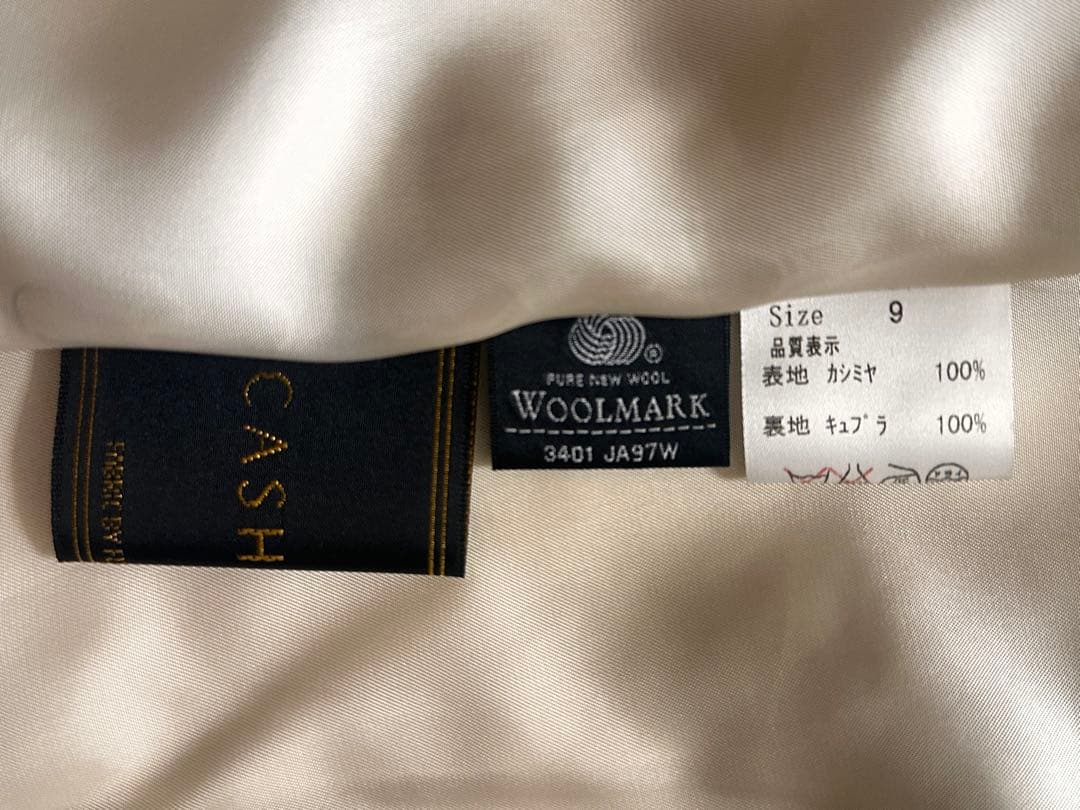 CASH
PURE NEW WOOL
WOOLMARK
3401 JA97W
Size 9
品質表示
表地 カシミヤ 100%
裏地 キュプラ 100%